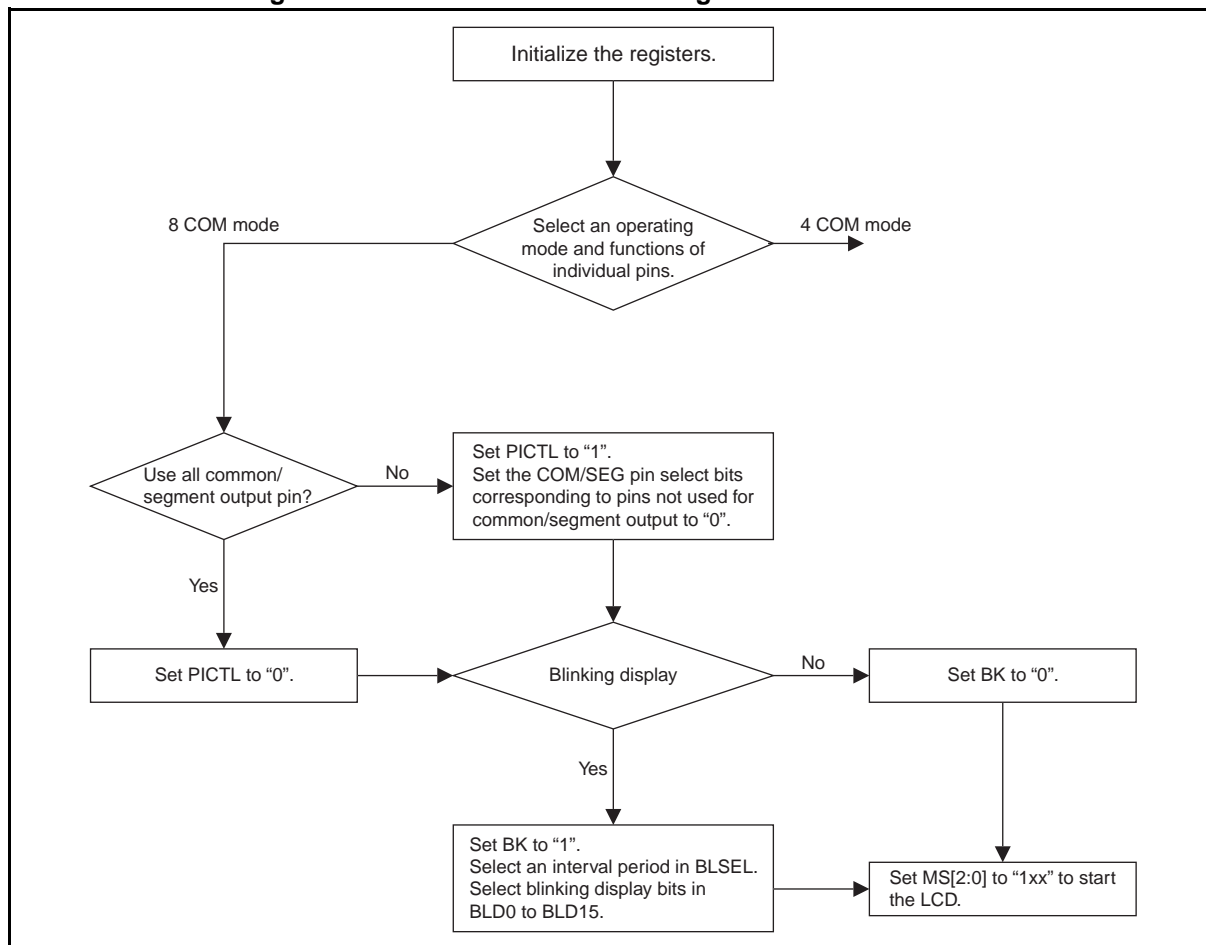 Initialize the registers.
8 COM mode
Select an operating
mode and functions of
individual pins.
4 COM mode
Use all common/
segment output pin?
No
Set PICTL to “1”.
Set the COM/SEG pin select bits
corresponding to pins not used for
common/segment output to “0”.
Yes
Set PICTL to “0”.
Blinking display
No
Set BK to “0”.
Yes
Set BK to “1”.
Select an interval period in BLSEL.
Select blinking display bits in
BLD0 to BLD15.
Set MS[2:0] to “1xx” to start
the LCD.